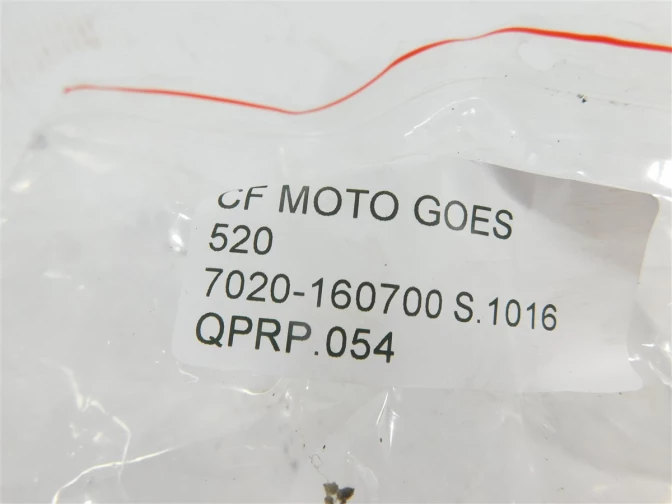 CF MOTO GOES
520
7020-160700 S.1016
QPRP.054